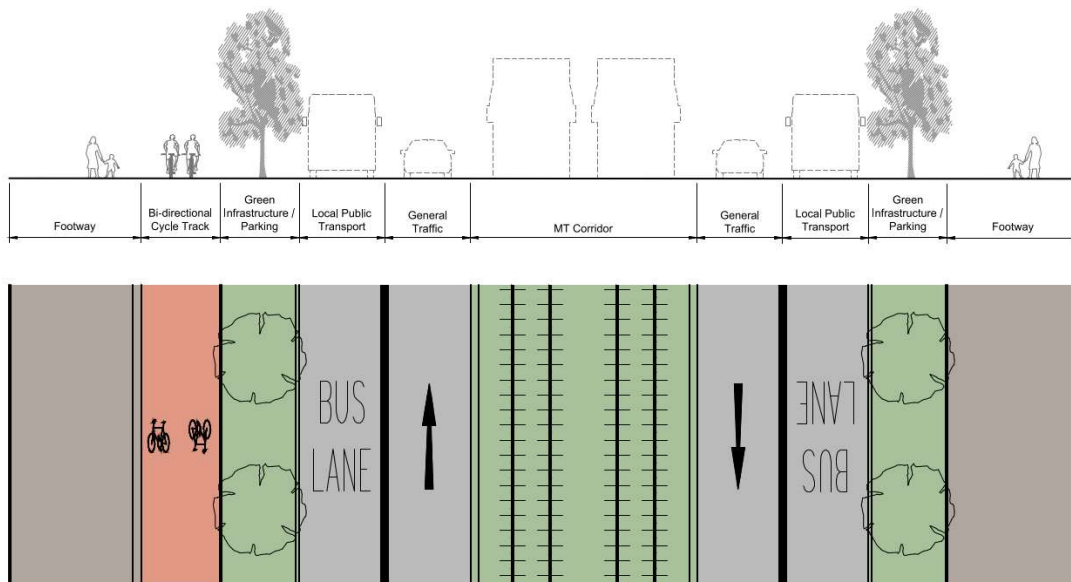 Footway
Bi-directional
Cycle Track
Green
Infrastructure /
Parking
Local Public
Transport
General
Traffic
MT Corridor
General
Traffic
Local Public
Transport
Green
Infrastructure /
Parking
Footway
BUS
LANE
BUS
LANE